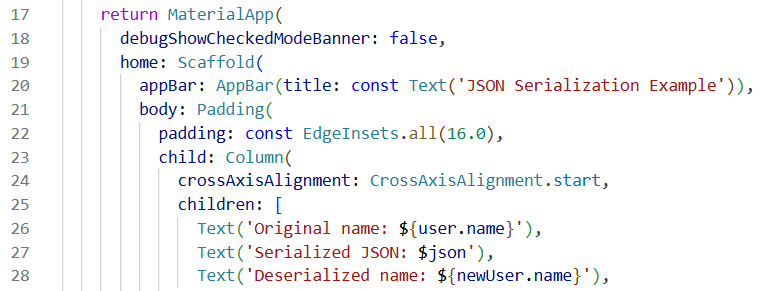 17 return MaterialApp(
18 debugShowCheckedModeBanner: false,
19 home: Scaffold(
20 appBar: AppBar(title: const Text('JSON Serialization Example')),
21 body: Padding(
22 padding: const EdgeInsets.all(16.0),
23 child: Column(
24 crossAxisAlignment: CrossAxisAlignment.start,
25 children: [
26 Text('Original name: ${user.name}'),
27 Text('Serialized JSON: $json'),
28 Text('Deserialized name: ${newUser.name}'),